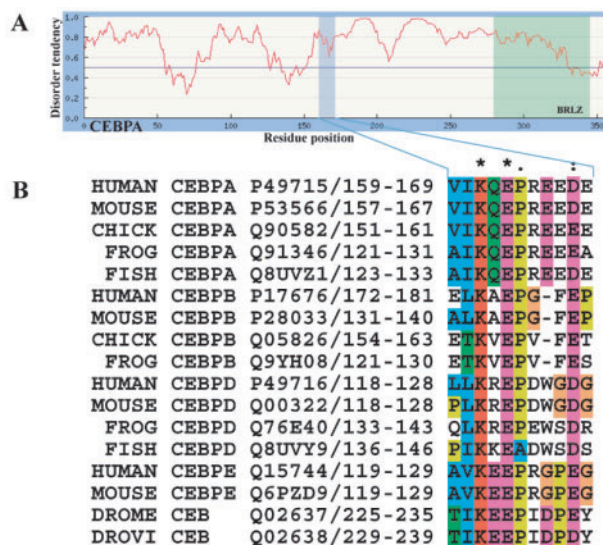 A
Disorder tendency
1.0
0.8
0.6
0.4
0.2
0.0
0 50 100 150 200 250 300 350
BRLZ
CEBPA
Residue position
* * . :
B
HUMAN CEBPA P49715/159-169 VIKQEPREEDE
MOUSE CEBPA P53566/157-167 VIKQEPREEDE
CHICK CEBPA Q90582/151-161 VIKQEPREEEE
FROG CEBPA Q91346/121-131 AIKQEPREEEA
FISH CEBPA Q8UVZ1/123-133 AIKQEPREEDE
HUMAN CEBPB P17676/172-181 ELKAEPG-FEP
MOUSE CEBPB P28033/131-140 ALKAEPG-FEP
CHICK CEBPB Q05826/154-163 ETKVEPV-FET
FROG CEBPB Q9YH08/121-130 ETKVEPV-FES
HUMAN CEBPD P49716/118-128 LLKREPDWGDG
MOUSE CEBPD Q00322/118-128 PLKREPDWGDG
FROG CEBPD Q76E40/133-143 QLKREPEWSDR
FISH CEBPD Q8UVY9/136-146 PIKKEADWSDS
HUMAN CEBPE Q15744/119-129 AVKEEPRGPEG
MOUSE CEBPE Q6PZD9/119-129 AVKEEPRGPEG
DROME CEB Q02637/225-235 TIKEEPIDPEY
DROVI CEB Q02638/229-239 TIKEEPIDPDY